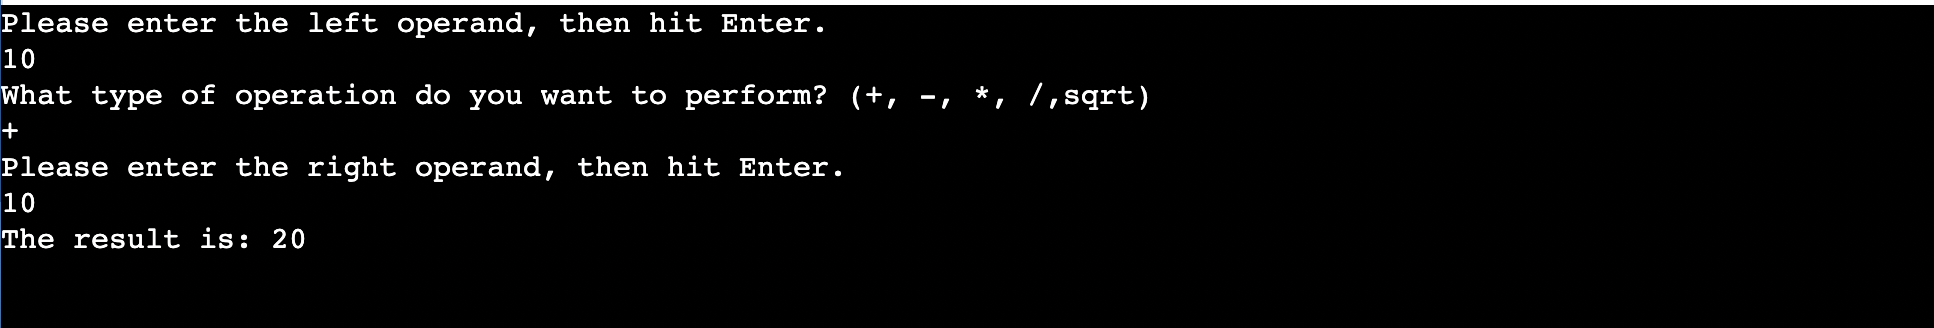 Please enter the left operand, then hit Enter.
10
What type of operation do you want to perform? (+, -, *, /,sqrt)
+
Please enter the right operand, then hit Enter.
10
The result is: 20